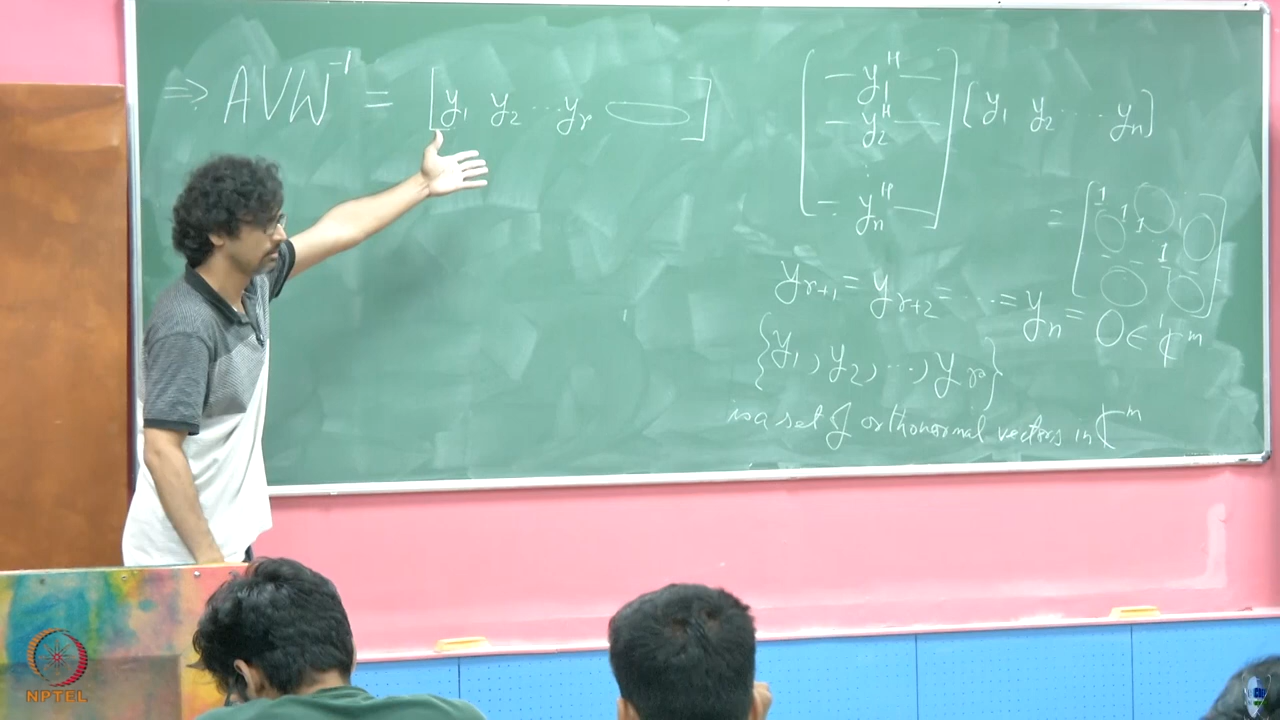 ⇒ AVW⁻¹ = [y₁ y₂ ⋯ yᵣ 0]
[— y₁ᴴ —
— y₂ᴴ —
⋮
— yₙᴴ —] [y₁ y₂ ⋯ yₙ]
= [1 1 1 ⋱ 1 0 0 0 0 0]
yᵣ₊₁ = yᵣ₊₂ = ⋯ = yₙ = 0 ∈ ℂᵐ
{y₁, y₂, ⋯, yᵣ}
is a set of orthonormal vectors in ℂᵐ
NPTEL